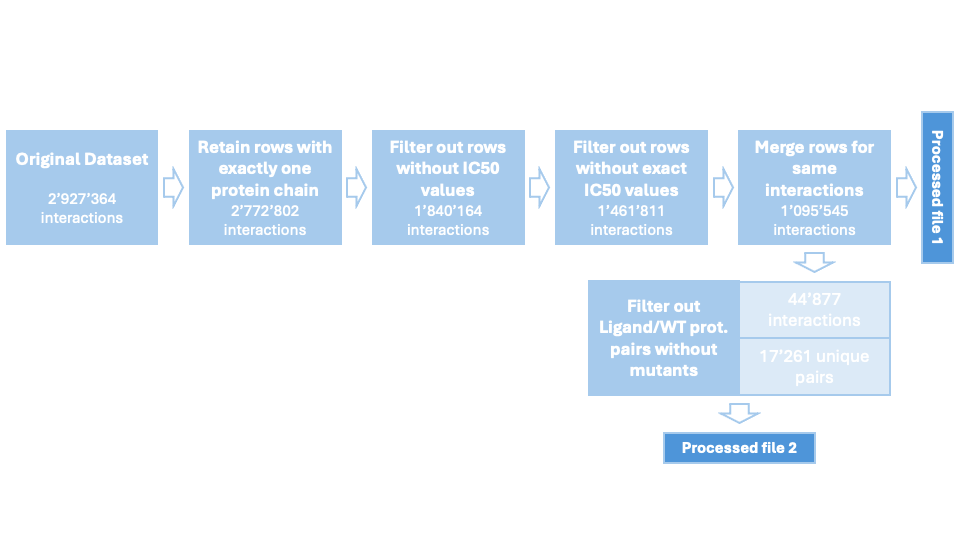 Original Dataset
2’927’364
interactions
Retain rows with
exactly one
protein chain
2’772’802
interactions
Filter out rows
without IC50
values
1’840’164
interactions
Filter out rows
without exact
IC50 values
1’461’811
interactions
Merge rows for
same
interactions
1’095’545
interactions
Processed file 1
Filter out
Ligand/WT prot.
pairs without
mutants
44’877
interactions
17’261 unique
pairs
Processed file 2